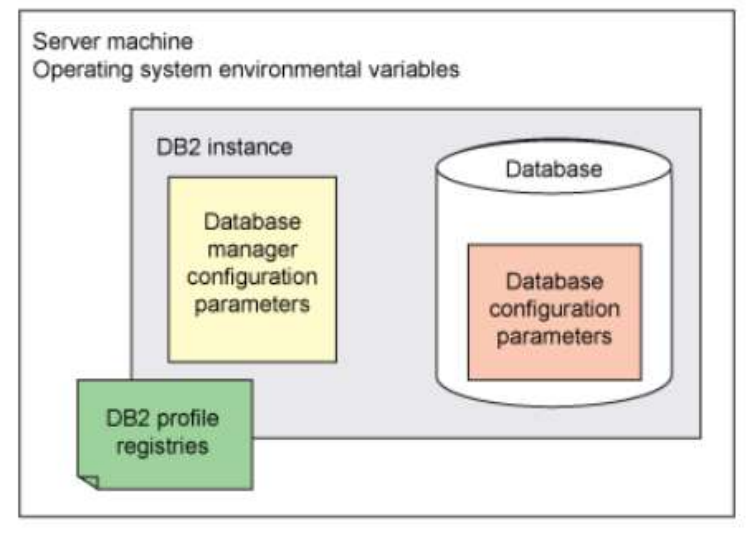 Server machine
Operating system environmental variables
DB2 instance
Database
manager
configuration
parameters
Database
Database
configuration
parameters
DB2 profile
registries